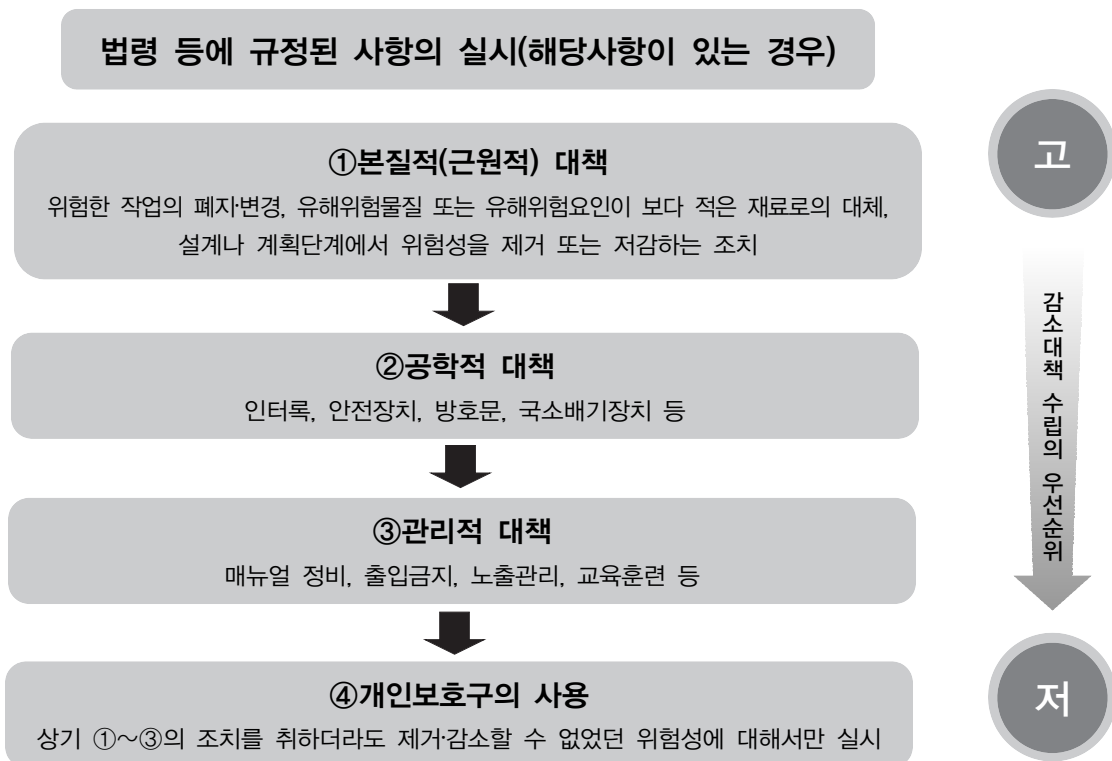 법령 등에 규정된 사항의 실시(해당사항이 있는 경우)
①본질적(근원적) 대책
위험한 작업의 폐지·변경, 유해위험물질 또는 유해위험요인이 보다 적은 재료로의 대체,
설계나 계획단계에서 위험성을 제거 또는 저감하는 조치
②공학적 대책
인터록, 안전장치, 방호문, 국소배기장치 등
③관리적 대책
매뉴얼 정비, 출입금지, 노출관리, 교육훈련 등
④개인보호구의 사용
상기 ①～③의 조치를 취하더라도 제거·감소할 수 없었던 위험성에 대해서만 실시
고
감소대책 수립의 우선순위
저